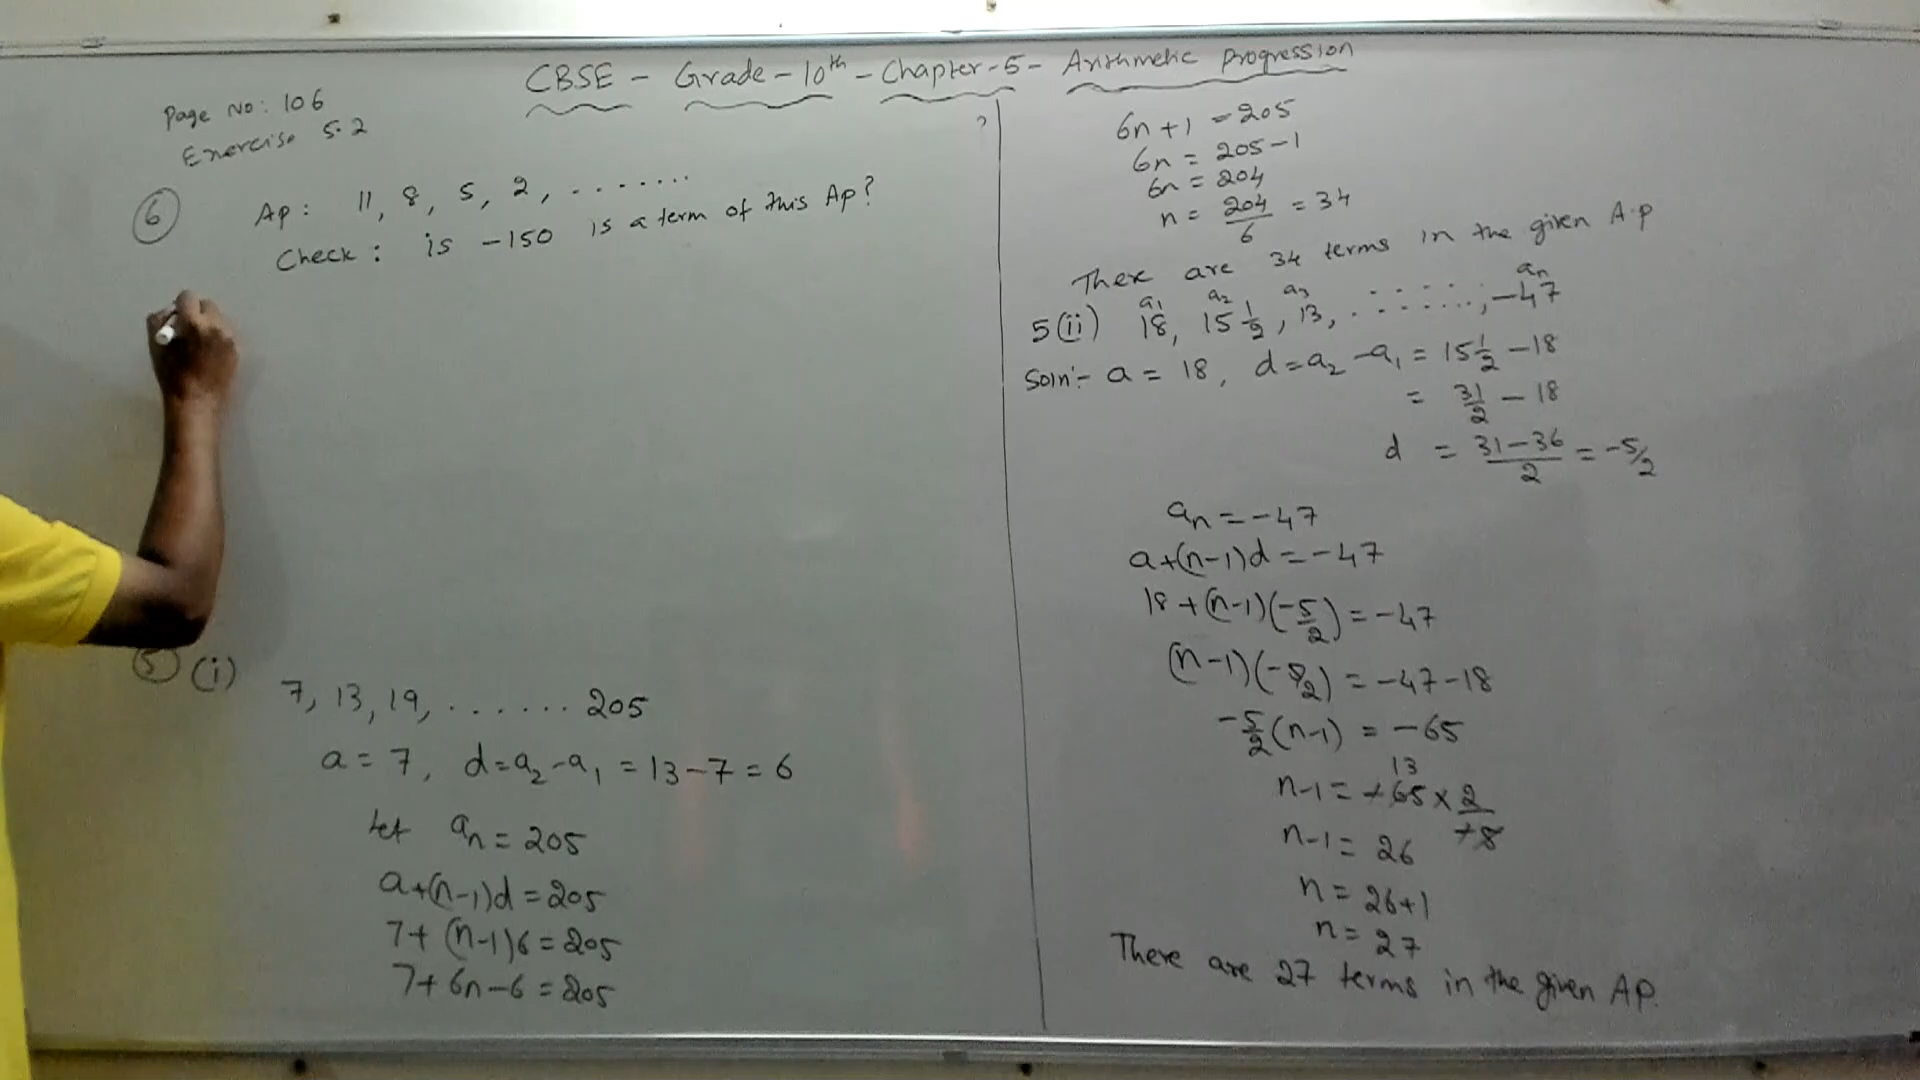 CBSE - Grade - 10th - Chapter-5 - Arithmetic Progression
Page No: 106
Exercise 5.2
6
Ap: 11, 8, 5, 2, .......
Check: is -150 is a term of this Ap?
5 (i)
7, 13, 19, ....... 205
a = 7, d = a2 - a1 = 13 - 7 = 6
let an = 205
a + (n-1)d = 205
7 + (n-1)6 = 205
7 + 6n - 6 = 205
6n + 1 = 205
6n = 205 - 1
6n = 204
n = 204/6 = 34
There are 34 terms in the given A.P
a1 a2 a3 an
5(ii) 18, 15 1/2, 13, ........, -47
Soln:- a = 18, d = a2 - a1 = 15 1/2 - 18
= 31/2 - 18
d = 31-36/2 = -5/2
an = -47
a + (n-1)d = -47
18 + (n-1)(-5/2) = -47
(n-1)(-5/2) = -47-18
-5/2 (n-1) = -65
13
n-1 = +65 × 2/+5
n-1 = 26
n = 26+1
n = 27
There are 27 terms in the given AP.